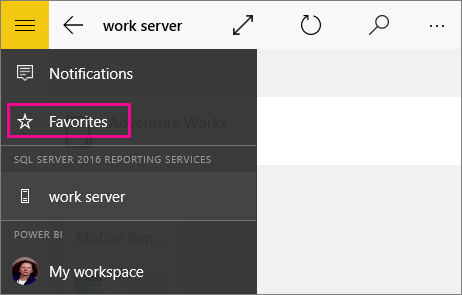 work server
Notifications
Favorites
Adventure Works
SQL SERVER 2016 REPORTING SERVICES
work server
POWER BI
Mobile Rep...
My workspace